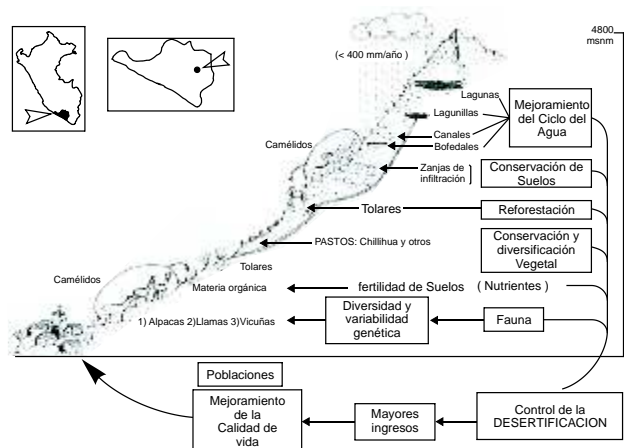 4800
msnm
(< 400 mm/año)
Lagunas
Lagunillas
Canales
Bofedales
Mejoramiento
del Ciclo del
Agua
Camélidos
Zanjas de
infiltración
Conservación de
Suelos
Tolares
Reforestación
PASTOS: Chillihua y otros
Conservación y
diversificación
Vegetal
Tolares
Camélidos
Materia orgánica
fertilidad de Suelos
( Nutrientes )
1) Alpacas 2)Llamas 3)Vicuñas
Diversidad y
variabilidad
genética
Fauna
Poblaciones
Mejoramiento
de la
Calidad de
vida
Mayores
ingresos
Control de la
DESERTIFICACION